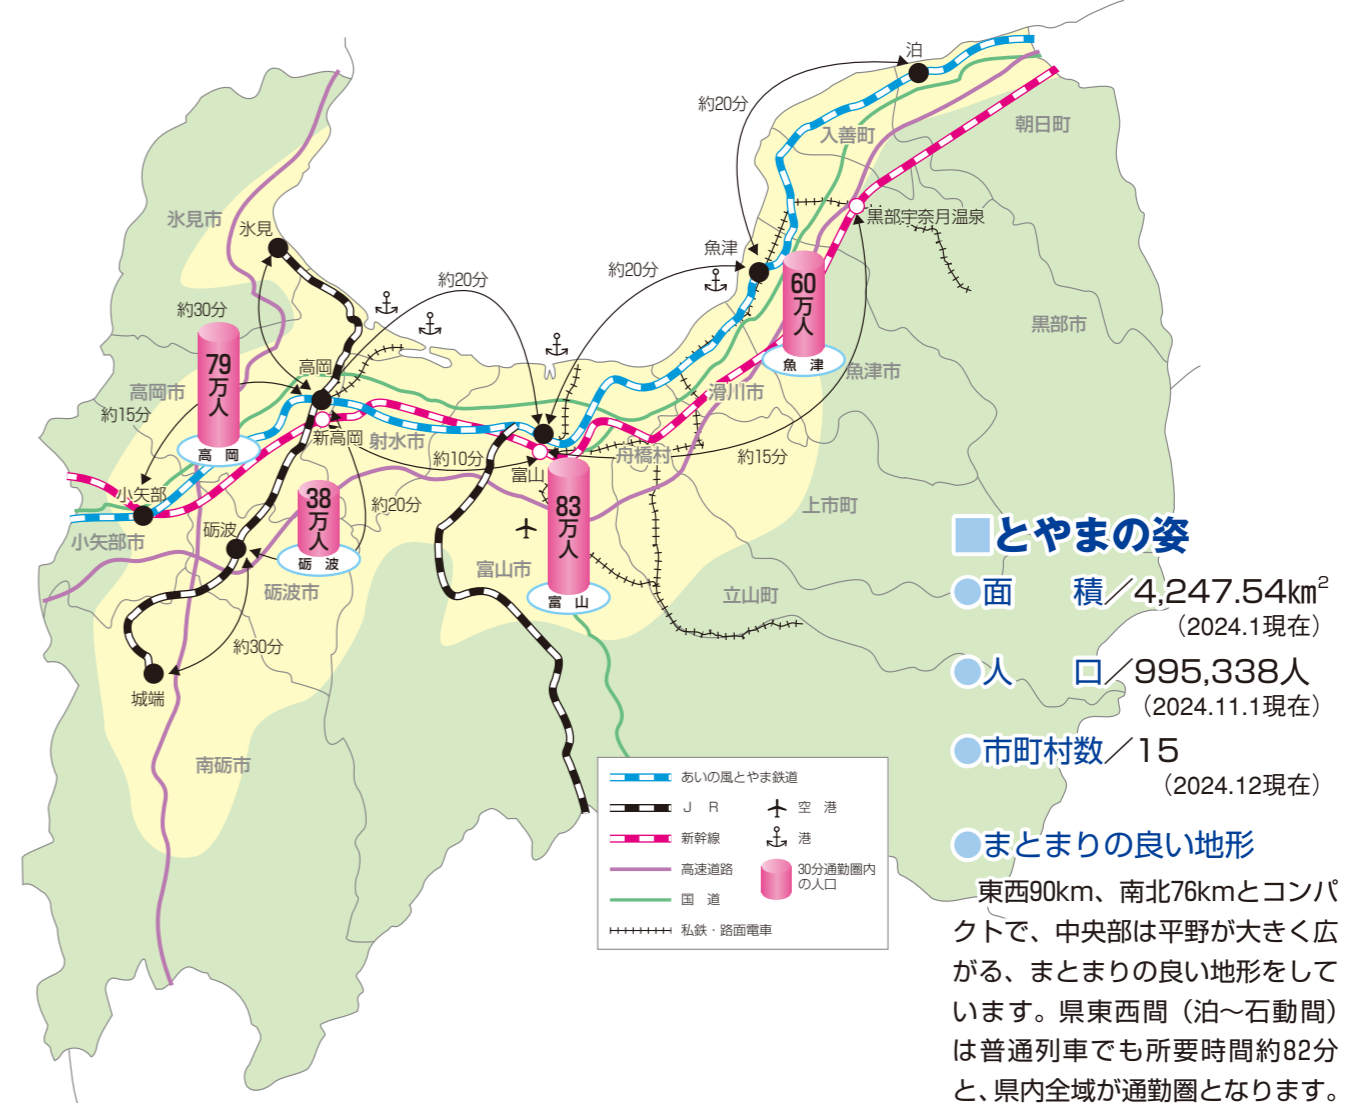 泊
約20分
入善町
朝日町
氷見市
氷見
黒部宇奈月温泉
魚津
約20分
約20分
60万人
魚 津
黒部市
約30分
79万人
高岡
高岡市
約15分
高 岡
新高岡
射水市
滑川市
魚津市
約10分
富山
舟橋村
約15分
小矢部
38万人
約20分
83万人
上市町
小矢部市
砺波
砺 波
砺波市
富山市
富 山
立山町
約30分
城端
南砺市
あいの風とやま鉄道
J R
空 港
新幹線
港
高速道路
30分通勤圏内
の人口
国 道
私鉄・路面電車
とやまの姿
●面 積／4,247.54km²
（2024.1現在）
●人 口／995,338人
（2024.11.1現在）
●市町村数／15
（2024.12現在）
●まとまりの良い地形
東西90km、南北76kmとコンパ
クトで、中央部は平野が大きく広
がる、まとまりの良い地形をして
います。県東西間（泊～石動間）
は普通列車でも所要時間約82分
と、県内全域が通勤圏となります。